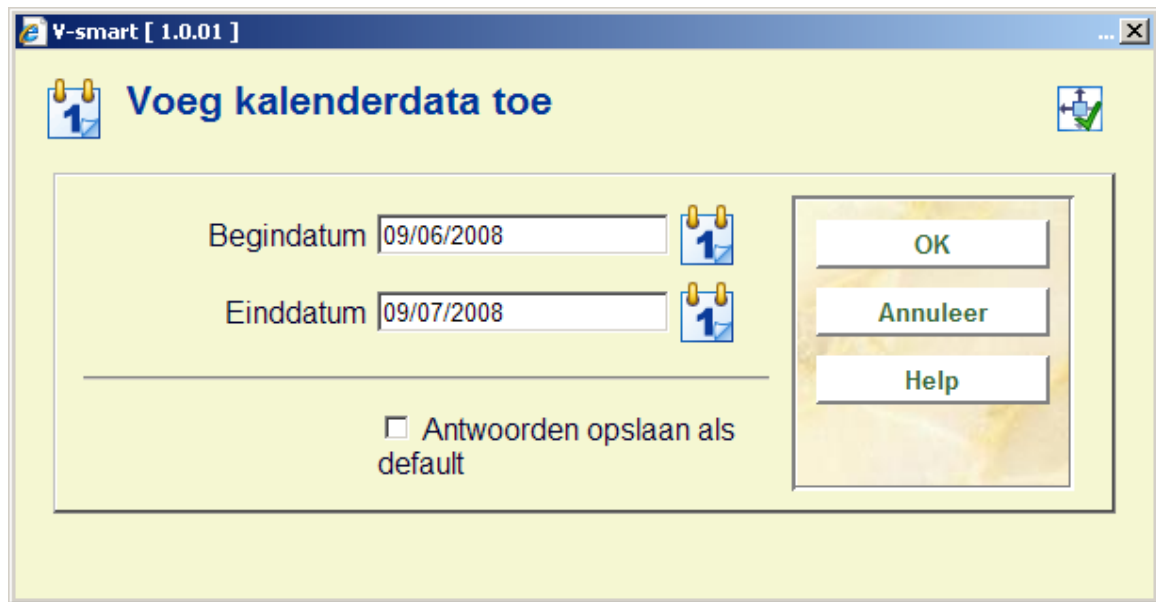 V-smart [ 1.0.01 ]
...
Voeg kalenderdata toe
Begindatum 09/06/2008
Einddatum 09/07/2008
Antwoorden opslaan als
default
OK
Annuleer
Help